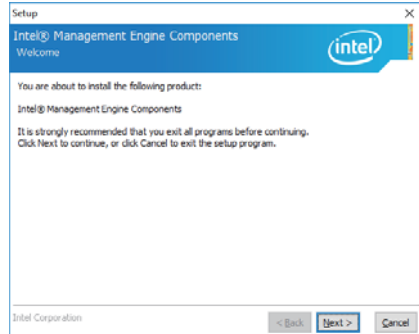 Setup
Intel® Management Engine Components
Welcome
intel
You are about to install the following product:
Intel® Management Engine Components
It is strongly recommended that you exit all programs before continuing.
Click Next to continue, or click Cancel to exit the setup program.
Intel Corporation
< Back
Next >
Cancel